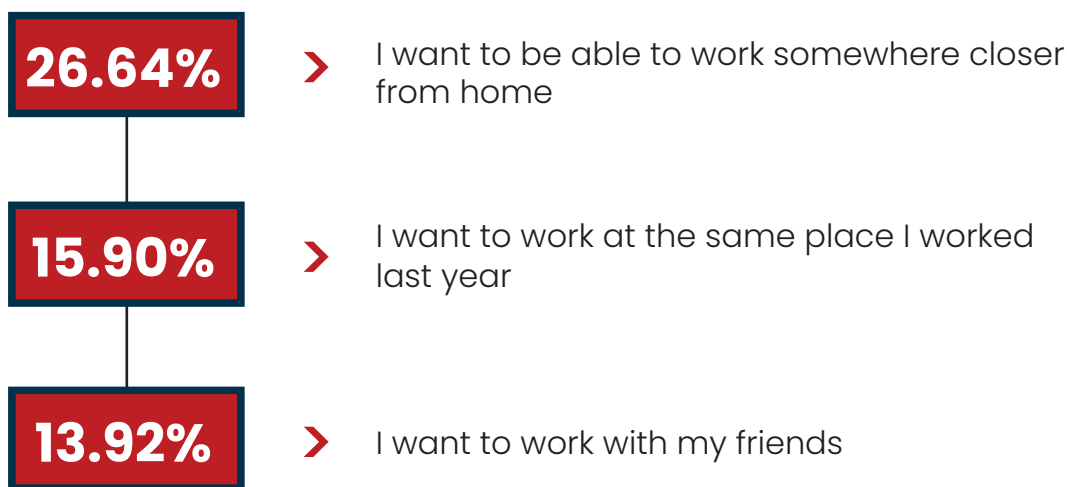 26.64%
I want to be able to work somewhere closer
from home
15.90%
I want to work at the same place I worked
last year
13.92%
I want to work with my friends